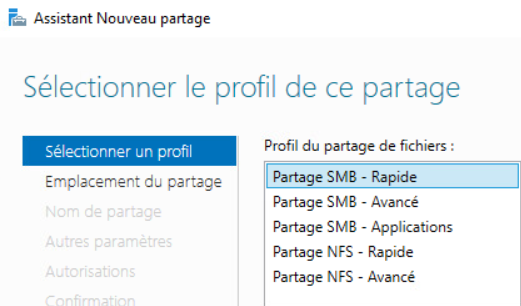 Assistant Nouveau partage
Sélectionner le profil de ce partage
Sélectionner un profil
Emplacement du partage
Nom de partage
Autres paramètres
Autorisations
Confirmation
Profil du partage de fichiers :
Partage SMB - Rapide
Partage SMB - Avancé
Partage SMB - Applications
Partage NFS - Rapide
Partage NFS - Avancé